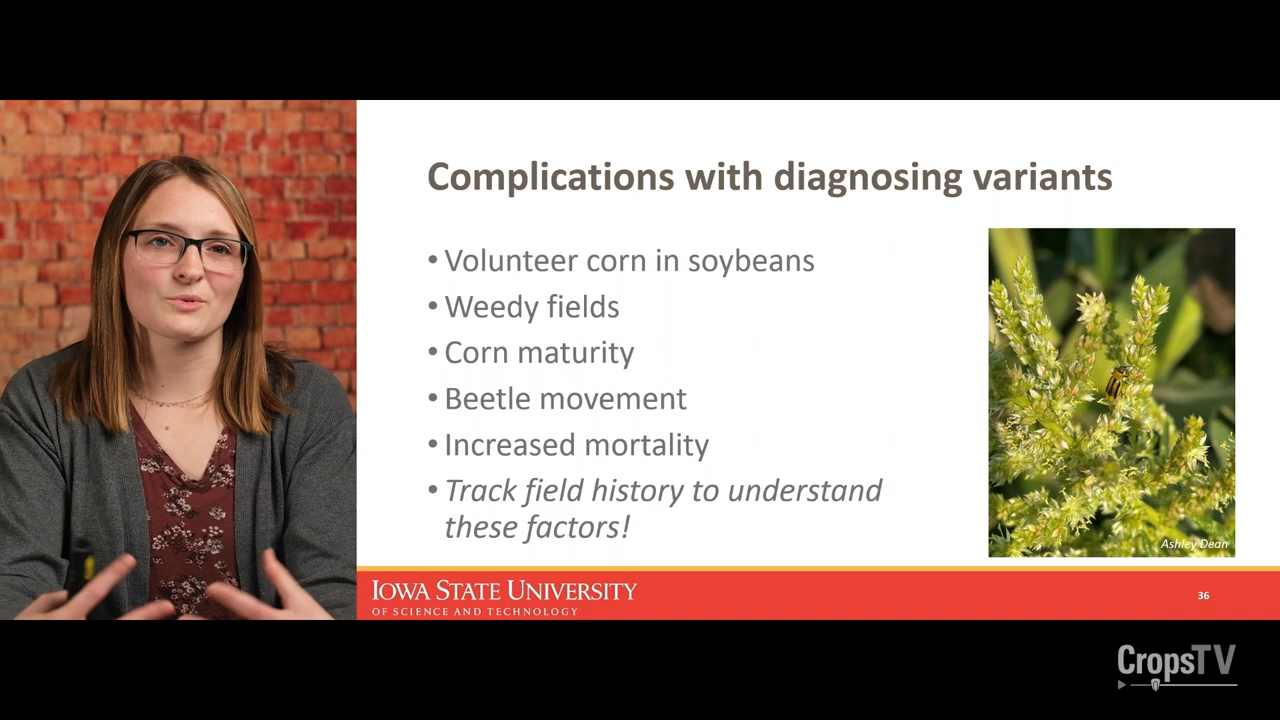 Complications with diagnosing variants
• Volunteer corn in soybeans
• Weedy fields
• Corn maturity
• Beetle movement
• Increased mortality
• Track field history to understand
these factors!
Ashley Dean
IOWA STATE UNIVERSITY
OF SCIENCE AND TECHNOLOGY
36
CropsTV